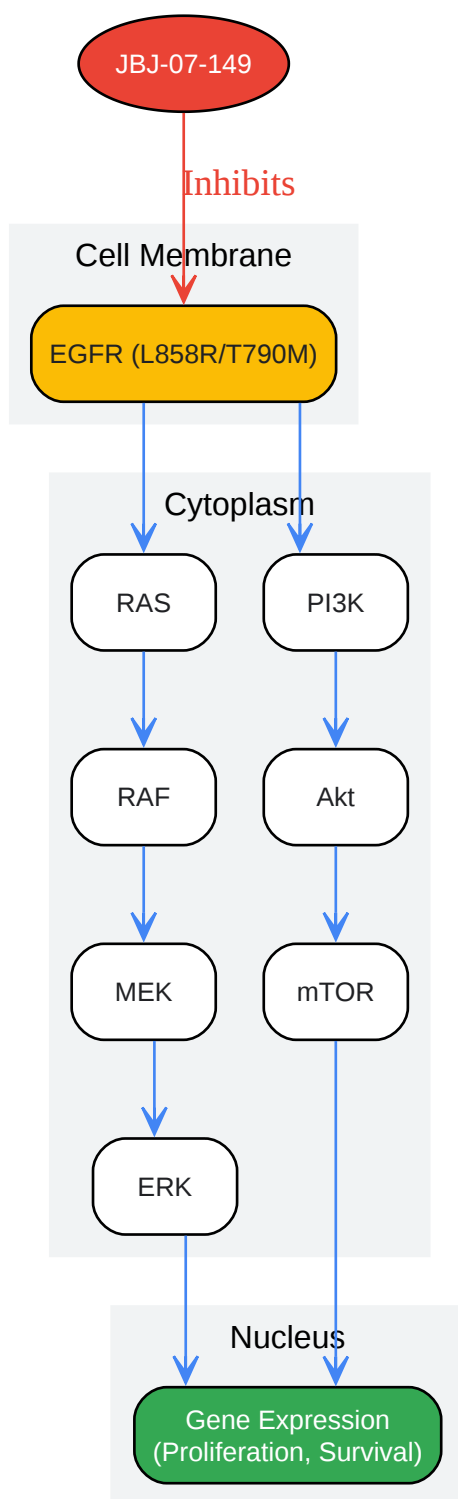 JBJ-07-149
Inhibits
Cell Membrane
EGFR (L858R/T790M)
Cytoplasm
RAS
PI3K
RAF
Akt
MEK
mTOR
ERK
Nucleus
Gene Expression
(Proliferation, Survival)